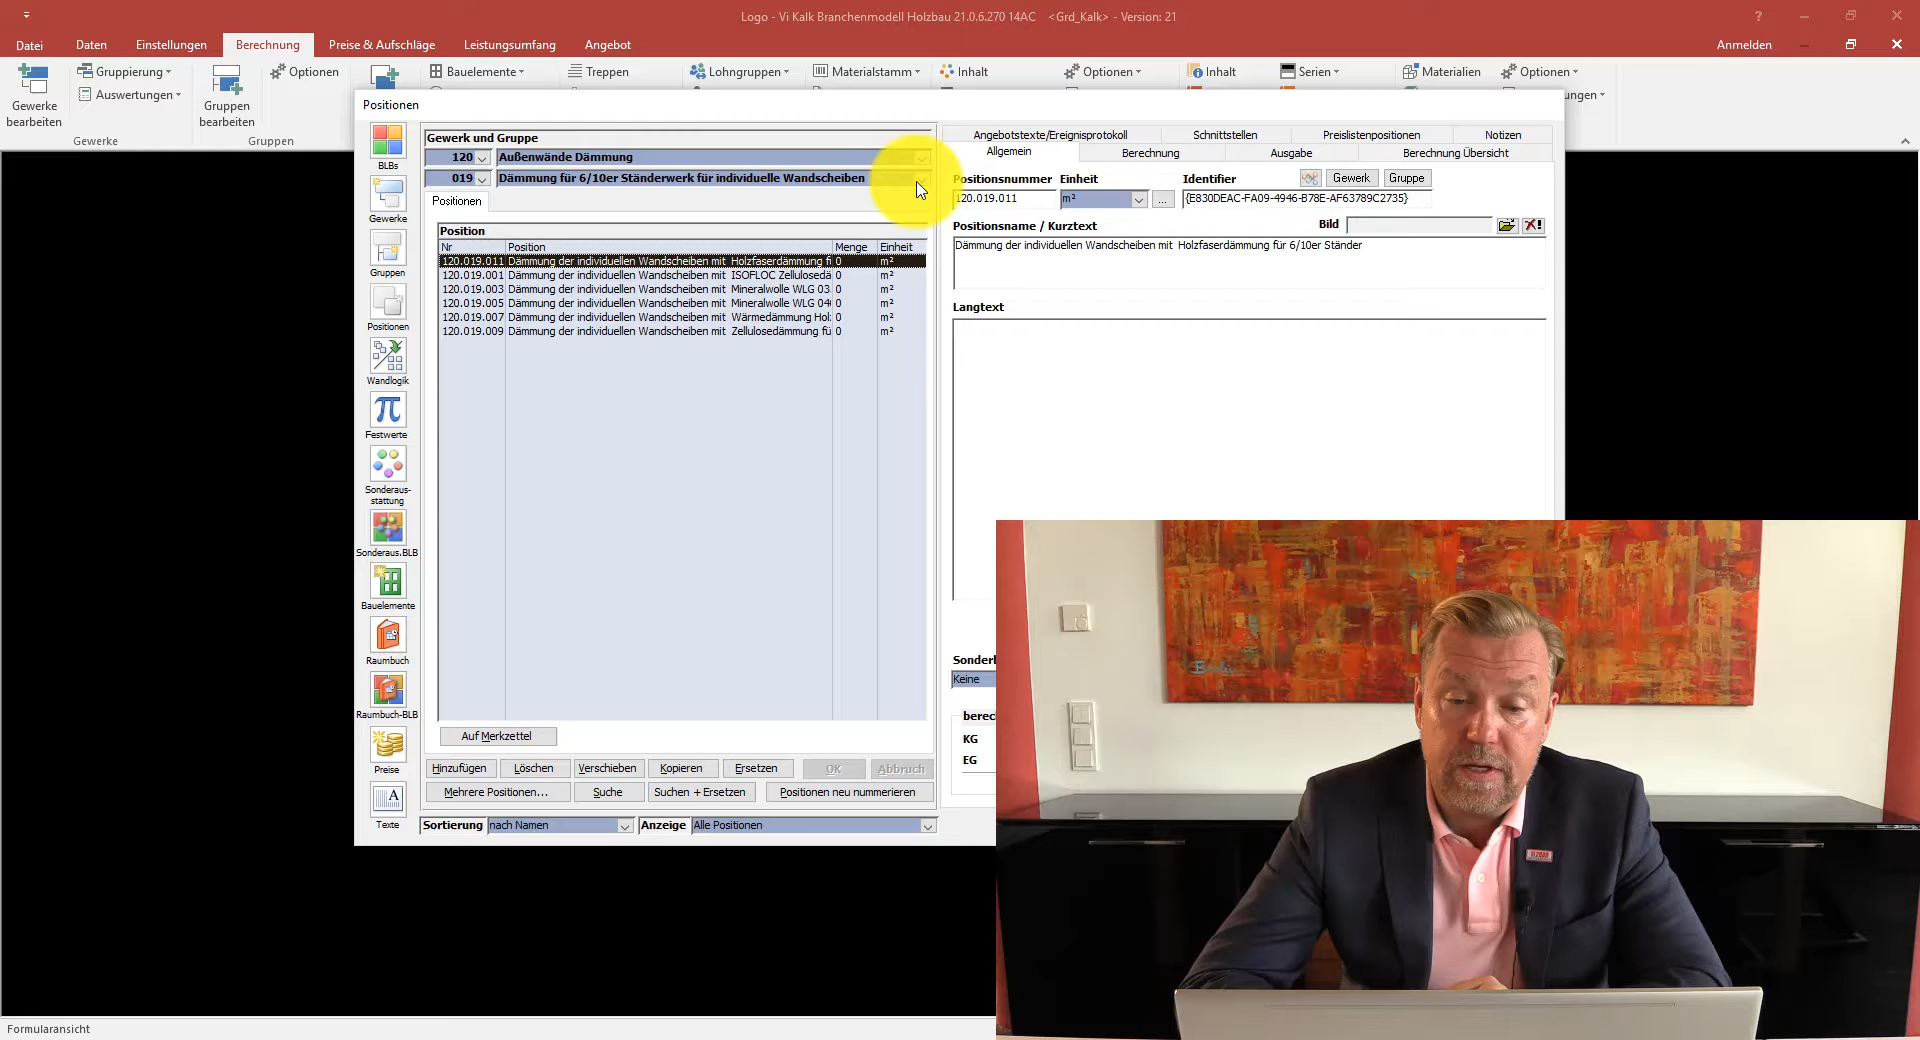 Logo - Vi Kalk Branchenmodell Holzbau 21.0.6.270 14AC <Grd_Kalk> - Version: 21
Datei Daten Einstellungen Berechnung Preise & Aufschläge Leistungsumfang Angebot Anmelden
Gewerke bearbeiten
Gruppierung
Auswertungen
Gewerke
Gruppen bearbeiten
Optionen
Gruppen
Bauelemente
Treppen
Lohngruppen
Materialstamm
Inhalt
Optionen
Inhalt
Serien
Materialien
Optionen
ungen
Positionen
BLBs
Gewerke
Gruppen
Positionen
Wandlogik
Festwerte
Sonderaus-
stattung
Sonderaus.BLB
Bauelemente
Raumbuch
Raumbuch-BLB
Preise
Texte
Gewerk und Gruppe
120 Außenwände Dämmung
019 Dämmung für 6/10er Ständerwerk für individuelle Wandscheiben
Positionen
Position
Nr Position Menge Einheit
120.019.011 Dämmung der individuellen Wandscheiben mit Holzfaserdämmung f 0 m²
120.019.001 Dämmung der individuellen Wandscheiben mit ISOFLOC Zellulosedä 0 m²
120.019.003 Dämmung der individuellen Wandscheiben mit Mineralwolle WLG 03 0 m²
120.019.005 Dämmung der individuellen Wandscheiben mit Mineralwolle WLG 04 0 m²
120.019.007 Dämmung der individuellen Wandscheiben mit Wärmedämmung Hol 0 m²
120.019.009 Dämmung der individuellen Wandscheiben mit Zellulosedämmung fü 0 m²
Auf Merkzettel
Hinzufügen Löschen Verschieben Kopieren Ersetzen OK Abbruch
Mehrere Positionen... Suche Suchen + Ersetzen Positionen neu nummerieren
Sortierung nach Namen Anzeige Alle Positionen
Angebotstexte/Ereignisprotokoll Schnittstellen Preislistenpositionen Notizen
Allgemein Berechnung Ausgabe Berechnung Übersicht
Positionsnummer Einheit Identifier Gewerk Gruppe
120.019.011 m² ... {E830DEAC-FA09-4946-B78E-AF63789C2735}
Positionsname / Kurztext Bild
Dämmung der individuellen Wandscheiben mit Holzfaserdämmung für 6/10er Ständer
Langtext
Sonderl
Keine
berec
KG
EG
Formularansicht